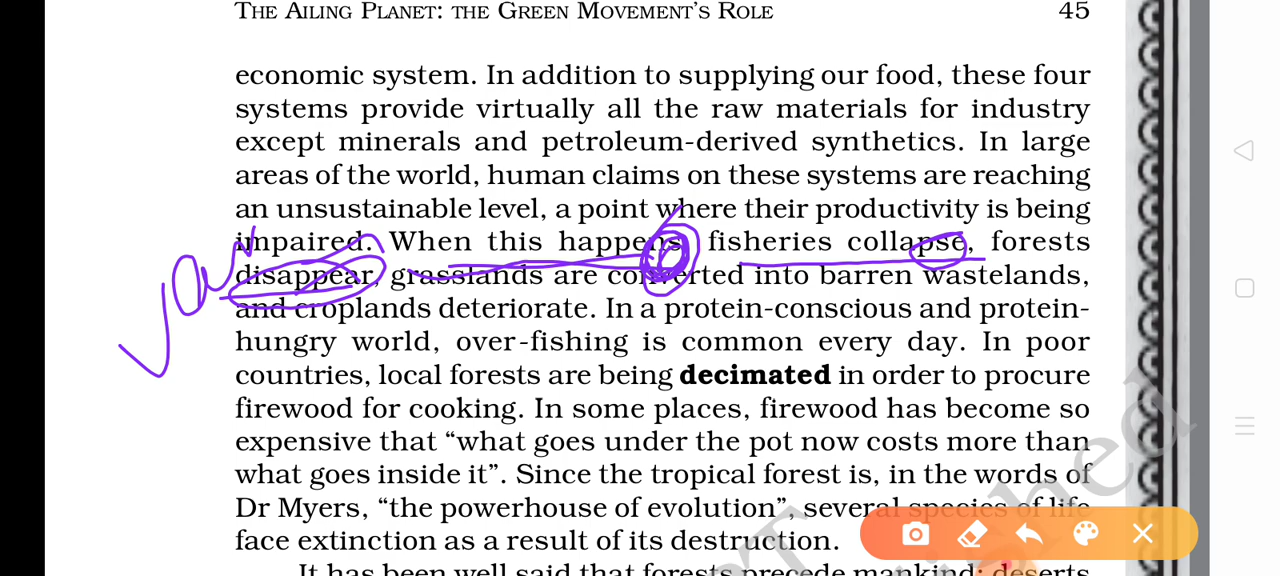 THE AILING PLANET: THE GREEN MOVEMENT'S ROLE 45
economic system. In addition to supplying our food, these four
systems provide virtually all the raw materials for industry
except minerals and petroleum-derived synthetics. In large
areas of the world, human claims on these systems are reaching
an unsustainable level, a point where their productivity is being
impaired. When this happens, fisheries collapse, forests
disappear, grasslands are converted into barren wastelands,
and croplands deteriorate. In a protein-conscious and protein-
hungry world, over-fishing is common every day. In poor
countries, local forests are being decimated in order to procure
firewood for cooking. In some places, firewood has become so
expensive that “what goes under the pot now costs more than
what goes inside it”. Since the tropical forest is, in the words of
Dr Myers, “the powerhouse of evolution”, several species of life
face extinction as a result of its destruction.
It has been well said that forests precede mankind; deserts